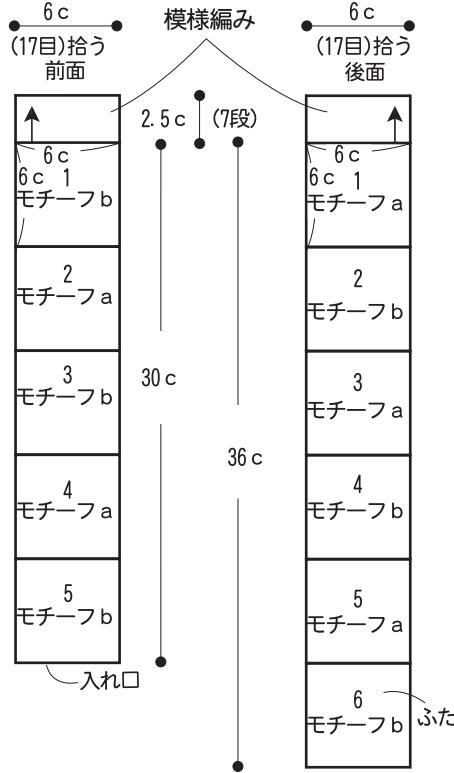 6c
(17目)拾う
前面
模様編み
6c
(17目)拾う
後面
2.5c
(7段)
6c
6c
1
モチーフb
2
モチーフa
3
モチーフb
4
モチーフa
5
モチーフb
入れ口
30c
36c
6c
6c
1
モチーフa
2
モチーフb
3
モチーフa
4
モチーフb
5
モチーフa
6
モチーフb
ふた